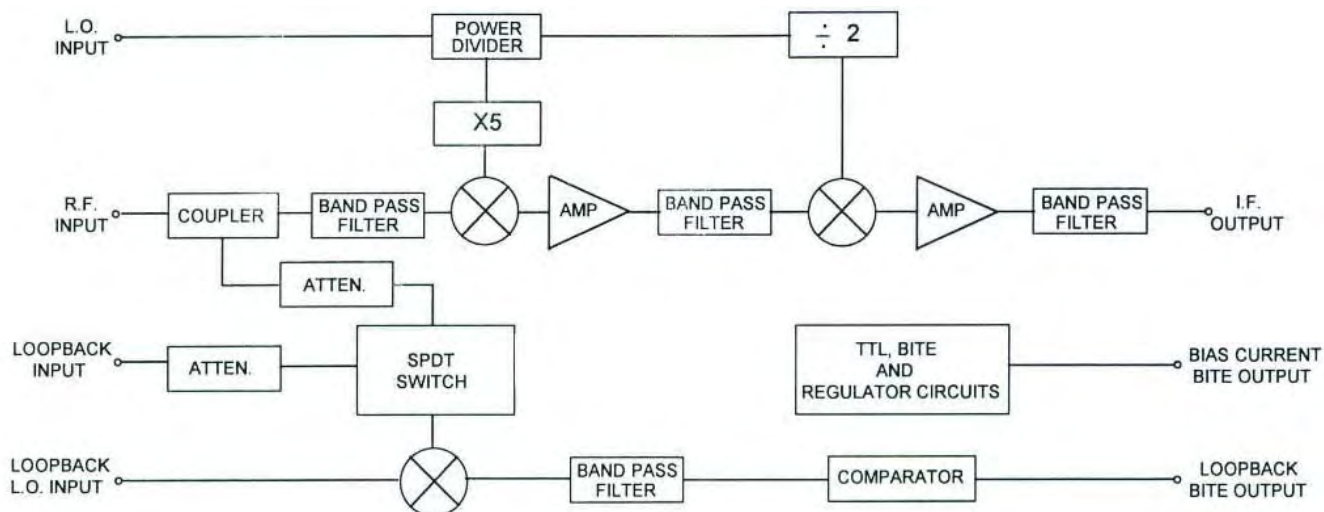 L.O.
INPUT
POWER
DIVIDER
÷ 2
X5
R.F.
INPUT
COUPLER
BAND PASS
FILTER
AMP
BAND PASS
FILTER
AMP
BAND PASS
FILTER
I.F.
OUTPUT
ATTEN.
LOOPBACK
INPUT
ATTEN.
SPDT
SWITCH
TTL, BITE
AND
REGULATOR CIRCUITS
BIAS CURRENT
BITE OUTPUT
LOOPBACK
L.O. INPUT
BAND PASS
FILTER
COMPARATOR
LOOPBACK
BITE OUTPUT